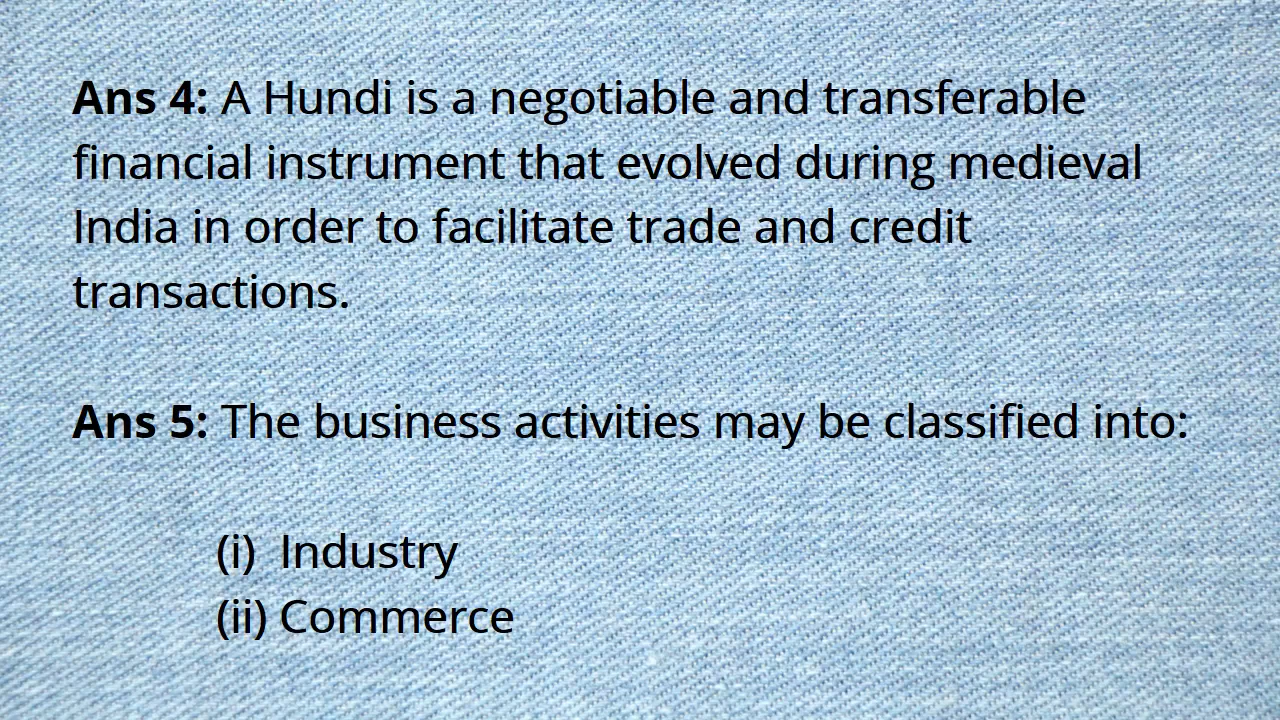 Ans 4: A Hundi is a negotiable and transferable
financial instrument that evolved during medieval
India in order to facilitate trade and credit
transactions.
Ans 5: The business activities may be classified into:
(i) Industry
(ii) Commerce